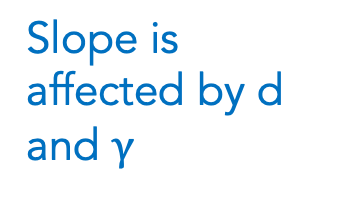 Slope is
affected by d
and γ